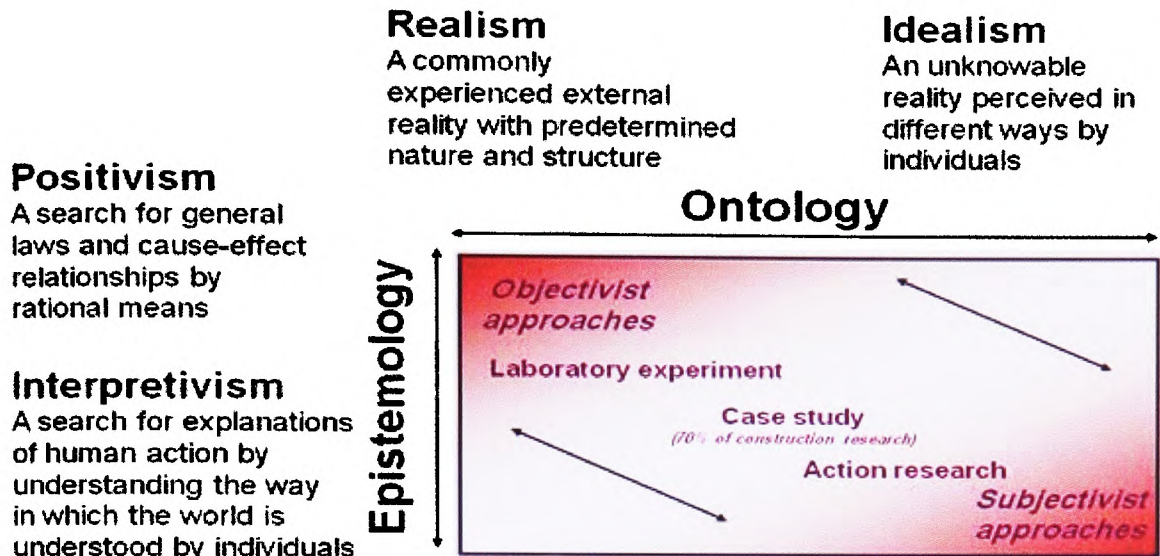 Realism
A commonly
experienced external
reality with predetermined
nature and structure
Idealism
An unknowable
reality perceived in
different ways by
individuals
Positivism
A search for general
laws and cause-effect
relationships by
rational means
Interpretivism
A search for explanations
of human action by
understanding the way
in which the world is
understood by individuals
Ontology
Epistemology
Objectivist
approaches
Laboratory experiment
Case study
(70% of construction research)
Action research
Subjectivist
approaches